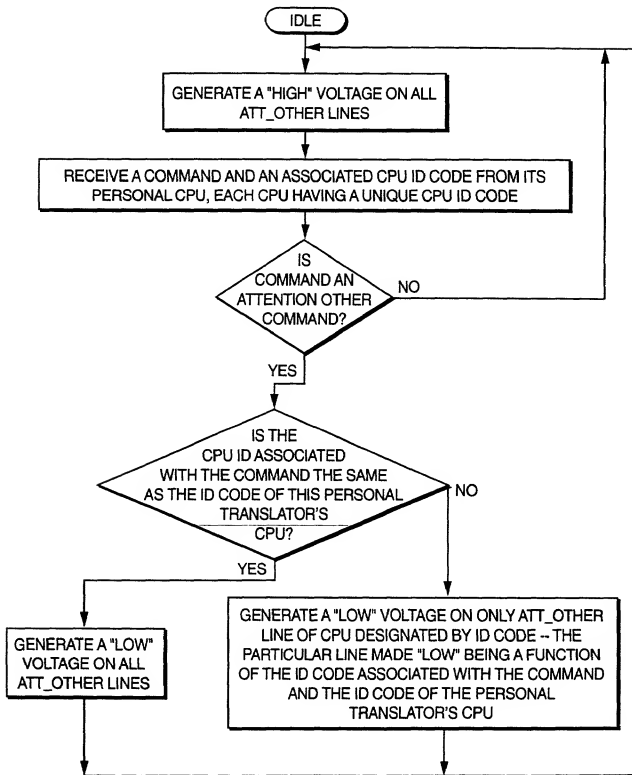 IDLE
GENERATE A "HIGH" VOLTAGE ON ALL
ATT_OTHER LINES
RECEIVE A COMMAND AND AN ASSOCIATED CPU ID CODE FROM ITS
PERSONAL CPU, EACH CPU HAVING A UNIQUE CPU ID CODE
IS
COMMAND AN
ATTENTION OTHER
COMMAND?
NO
YES
IS THE
CPU ID ASSOCIATED
WITH THE COMMAND THE SAME
AS THE ID CODE OF THIS PERSONAL
TRANSLATOR'S
CPU?
NO
YES
GENERATE A "LOW"
VOLTAGE ON ALL
ATT_OTHER LINES
GENERATE A "LOW" VOLTAGE ON ONLY ATT_OTHER
LINE OF CPU DESIGNATED BY ID CODE -- THE
PARTICULAR LINE MADE "LOW" BEING A FUNCTION
OF THE ID CODE ASSOCIATED WITH THE COMMAND
AND THE ID CODE OF THE PERSONAL
TRANSLATOR'S CPU